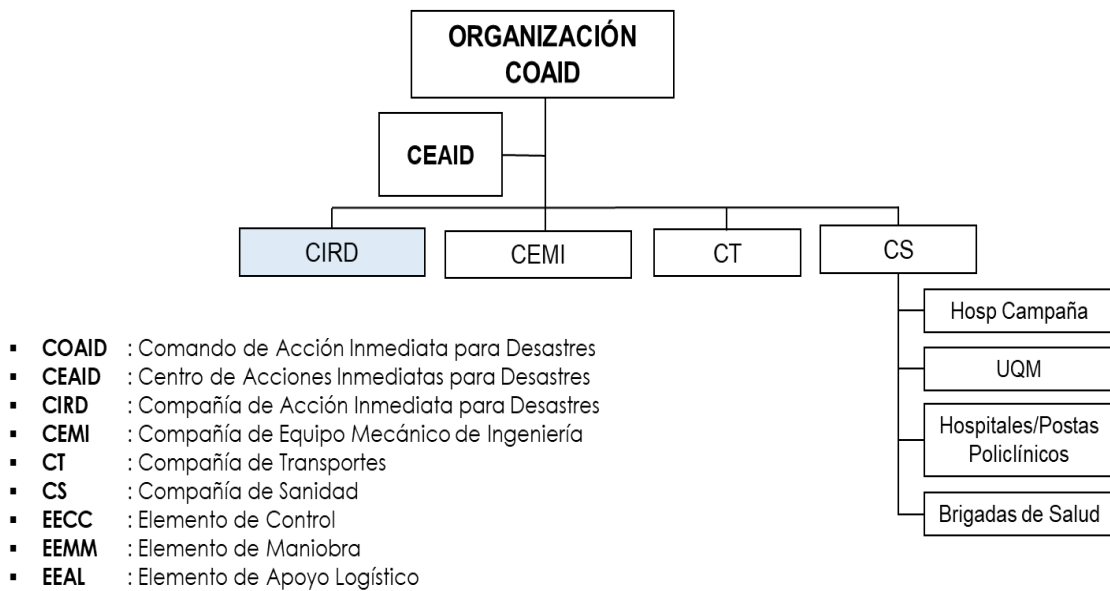 ORGANIZACIÓN
COAID
CEAID
CIRD
CEMI
CT
CS
Hosp Campaña
UQM
Hospitales/Postas
Policlínicos
Brigadas de Salud
▪ COAID : Comando de Acción Inmediata para Desastres
▪ CEAID : Centro de Acciones Inmediatas para Desastres
▪ CIRD : Compañía de Acción Inmediata para Desastres
▪ CEMI : Compañía de Equipo Mecánico de Ingeniería
▪ CT : Compañía de Transportes
▪ CS : Compañía de Sanidad
▪ EECC : Elemento de Control
▪ EEMM : Elemento de Maniobra
▪ EEAL : Elemento de Apoyo Logístico